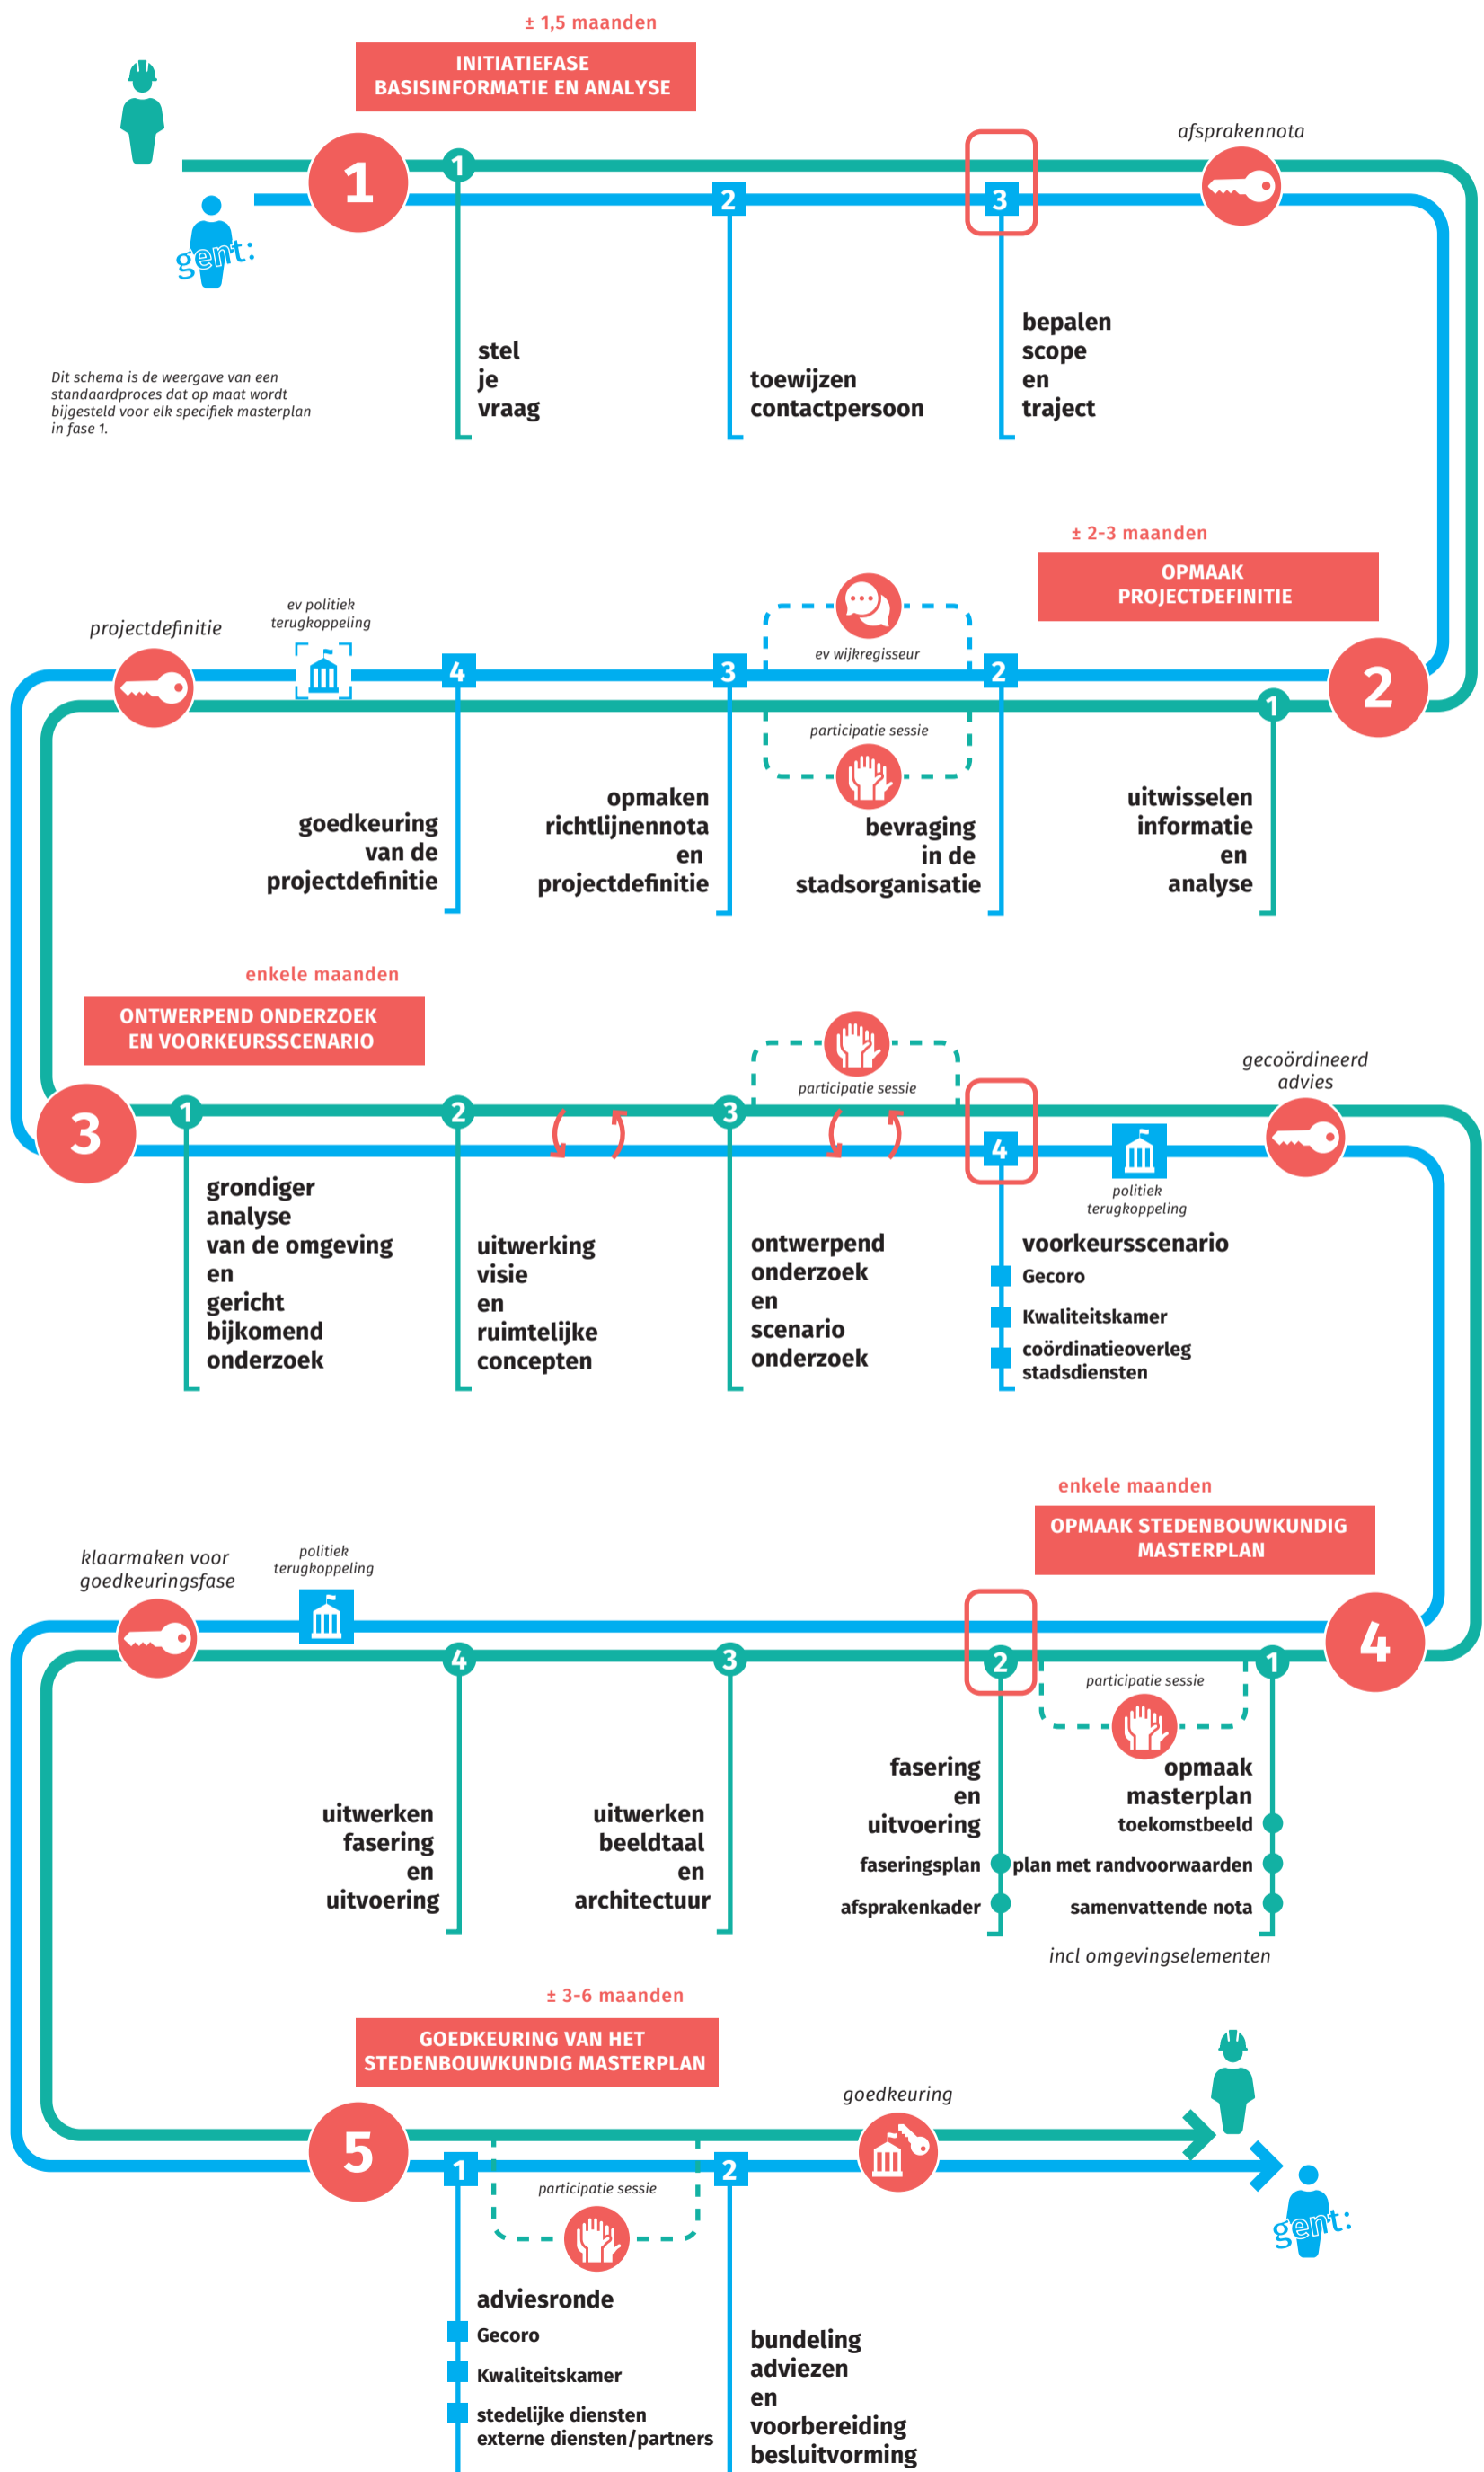 ± 1,5 maanden
INITIATIEFASE
BASISINFORMATIE EN ANALYSE
afsprakennota
1
1
2
3
gent:
stel
je
vraag
toewijzen
contactpersoon
bepalen
scope
en
traject
Dit schema is de weergave van een
standaardproces dat op maat wordt
bijgesteld voor elk specifiek masterplan
in fase 1.
± 2-3 maanden
OPMAAK
PROJECTDEFINITIE
2
1
uitwisselen
informatie
en
analyse
2
ev wijkregisseur
participatie sessie
bevraging
in de
stadsorganisatie
3
opmaken
richtlijnennota
en
projectdefinitie
4
goedkeuring
van de
projectdefinitie
ev politiek
terugkoppeling
projectdefinitie
enkele maanden
ONTWERPEND ONDERZOEK
EN VOORKEURSSCENARIO
3
1
grondiger
analyse
van de omgeving
en
gericht
bijkomend
onderzoek
2
uitwerking
visie
en
ruimtelijke
concepten
3
ontwerpend
onderzoek
en
scenario
onderzoek
participatie sessie
4
voorkeursscenario
Gecoro
Kwaliteitskamer
coördinatieoverleg
stadsdiensten
politiek
terugkoppeling
gecoördineerd
advies
enkele maanden
OPMAAK STEDENBOUWKUNDIG
MASTERPLAN
4
1
participatie sessie
opmaak
masterplan
toekomstbeeld
plan met randvoorwaarden
samenvattende nota
incl omgevingselementen
2
fasering
en
uitvoering
faseringsplan
afsprakenkader
3
uitwerken
beeldtaal
en
architectuur
4
uitwerken
fasering
en
uitvoering
politiek
terugkoppeling
klaarmaken voor
goedkeuringsfase
± 3-6 maanden
GOEDKEURING VAN HET
STEDENBOUWKUNDIG MASTERPLAN
5
1
participatie sessie
adviesronde
Gecoro
Kwaliteitskamer
stedelijke diensten
externe diensten/partners
2
bundeling
adviezen
en
voorbereiding
besluitvorming
goedkeuring
gent: